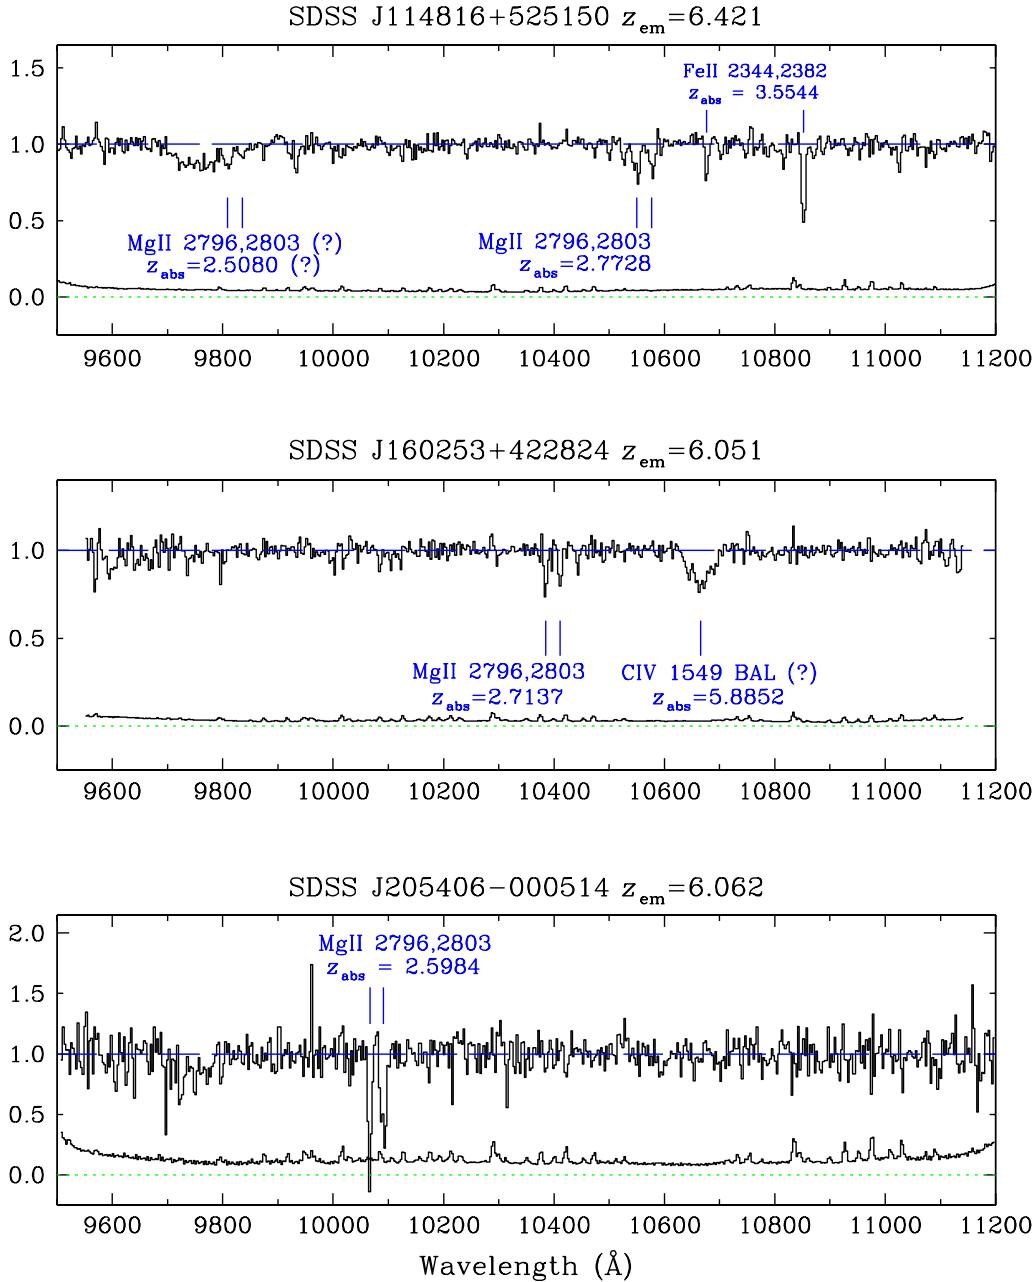 SDSS J114816+525150 z_em=6.421
1.5
FeII 2344,2382
z_abs = 3.5544
1.0
0.5
MgII 2796,2803 (?)
z_abs=2.5080 (?)
MgII 2796,2803
z_abs=2.7728
0.0
9600 9800 10000 10200 10400 10600 10800 11000 11200
SDSS J160253+422824 z_em=6.051
1.0
0.5
MgII 2796,2803
z_abs=2.7137
CIV 1549 BAL (?)
z_abs=5.8852
0.0
9600 9800 10000 10200 10400 10600 10800 11000 11200
SDSS J205406−000514 z_em=6.062
2.0
MgII 2796,2803
z_abs = 2.5984
1.5
1.0
0.5
0.0
9600 9800 10000 10200 10400 10600 10800 11000 11200
Wavelength (Å)